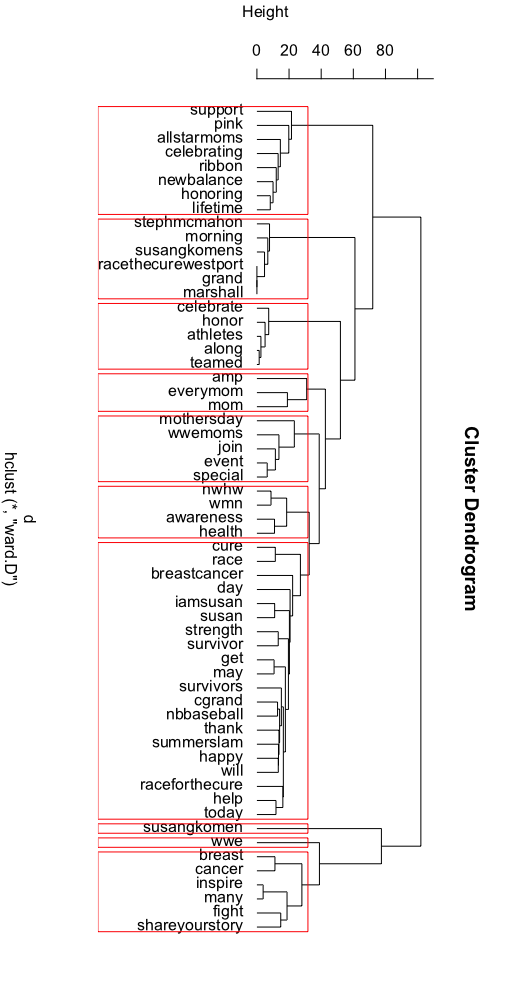 Height
0 20 40 60 80
support
pink
allstarmoms
celebrating
ribbon
newbalance
honoring
lifetime
stephmcmahon
morning
susangkomens
racethecurewestport
grand
marshall
celebrate
honor
athletes
along
teamed
amp
everymom
mom
mothersday
wwemoms
join
event
special
nwhw
wmn
awareness
health
cure
race
breastcancer
day
iamsusan
susan
strength
survivor
get
may
survivors
cgrand
nbbaseball
thank
summerslam
happy
will
raceforthecure
help
today
susangkomen
wwe
breast
cancer
inspire
many
fight
shareyourstory
Cluster Dendrogram
d
hclust (*, "ward.D")